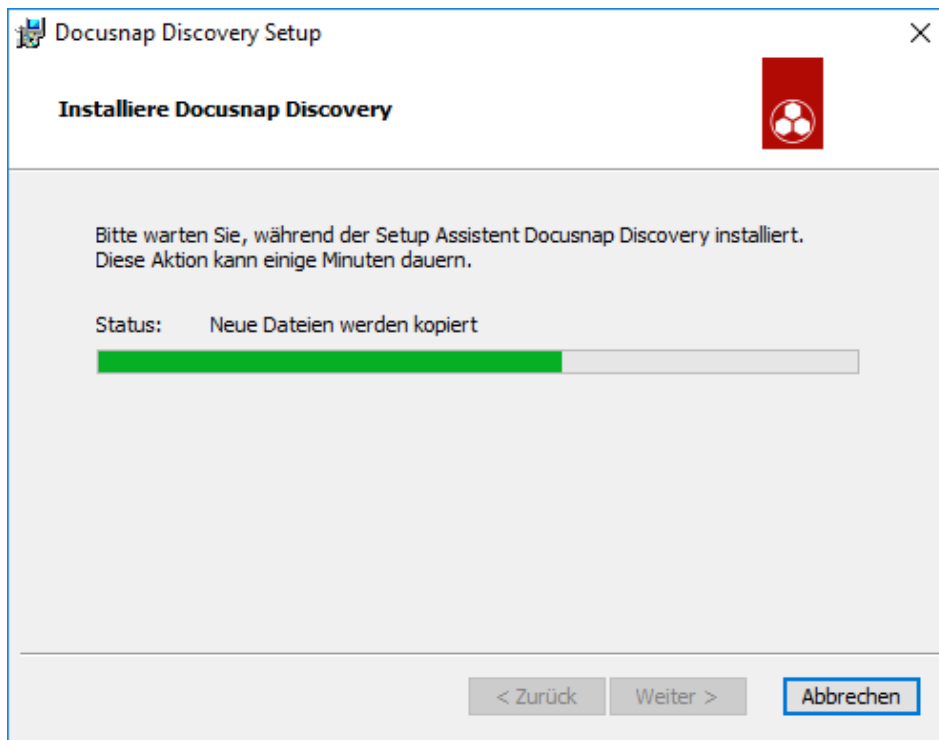 Docusnap Discovery Setup
Installiere Docusnap Discovery
Bitte warten Sie, während der Setup Assistent Docusnap Discovery installiert.
Diese Aktion kann einige Minuten dauern.
Status: Neue Dateien werden kopiert
< Zurück Weiter > Abbrechen